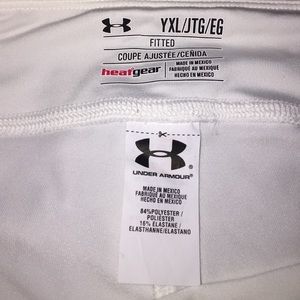 YXL/JTG/EG
FITTED
COUPE AJUSTÉE/CEÑIDA
heatgear
MADE IN MEXICO
FABRIQUÉ AU MEXIQUE
HECHO EN MEXICO
UNDER ARMOUR
MADE IN MEXICO
FABRIQUÉ AU MEXIQUE
HECHO EN MEXICO
84%POLYESTER /
POLIÉSTER
16% ELASTANE /
ELASTHANNE/ELASTANO